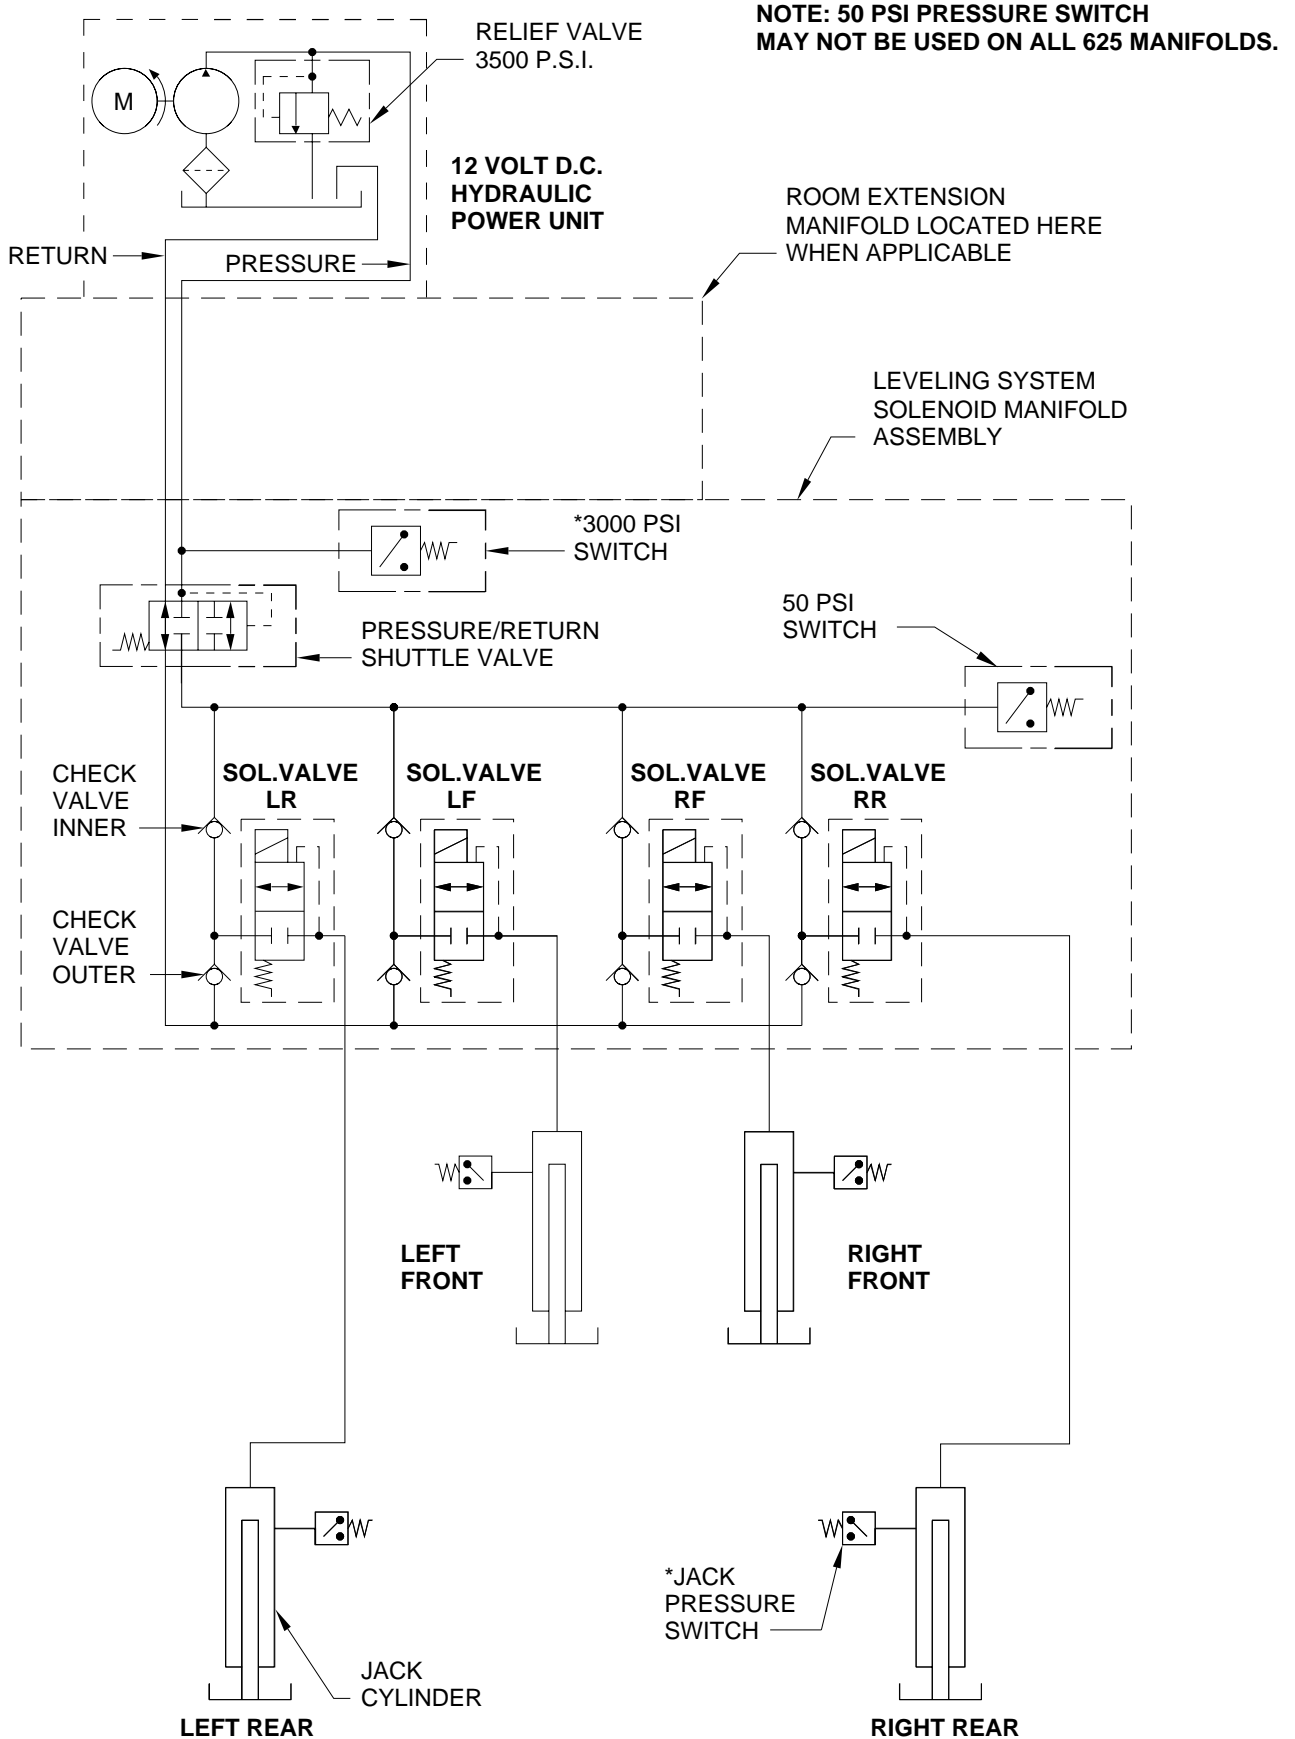 NOTE: 50 PSI PRESSURE SWITCH
MAY NOT BE USED ON ALL 625 MANIFOLDS.
RELIEF VALVE
3500 P.S.I.
M
12 VOLT D.C.
HYDRAULIC
POWER UNIT
ROOM EXTENSION
MANIFOLD LOCATED HERE
WHEN APPLICABLE
RETURN
PRESSURE
LEVELING SYSTEM
SOLENOID MANIFOLD
ASSEMBLY
*3000 PSI
SWITCH
50 PSI
SWITCH
PRESSURE/RETURN
SHUTTLE VALVE
CHECK
VALVE
INNER
SOL.VALVE
LR
SOL.VALVE
LF
SOL.VALVE
RF
SOL.VALVE
RR
CHECK
VALVE
OUTER
LEFT
FRONT
RIGHT
FRONT
*JACK
PRESSURE
SWITCH
JACK
CYLINDER
LEFT REAR
RIGHT REAR